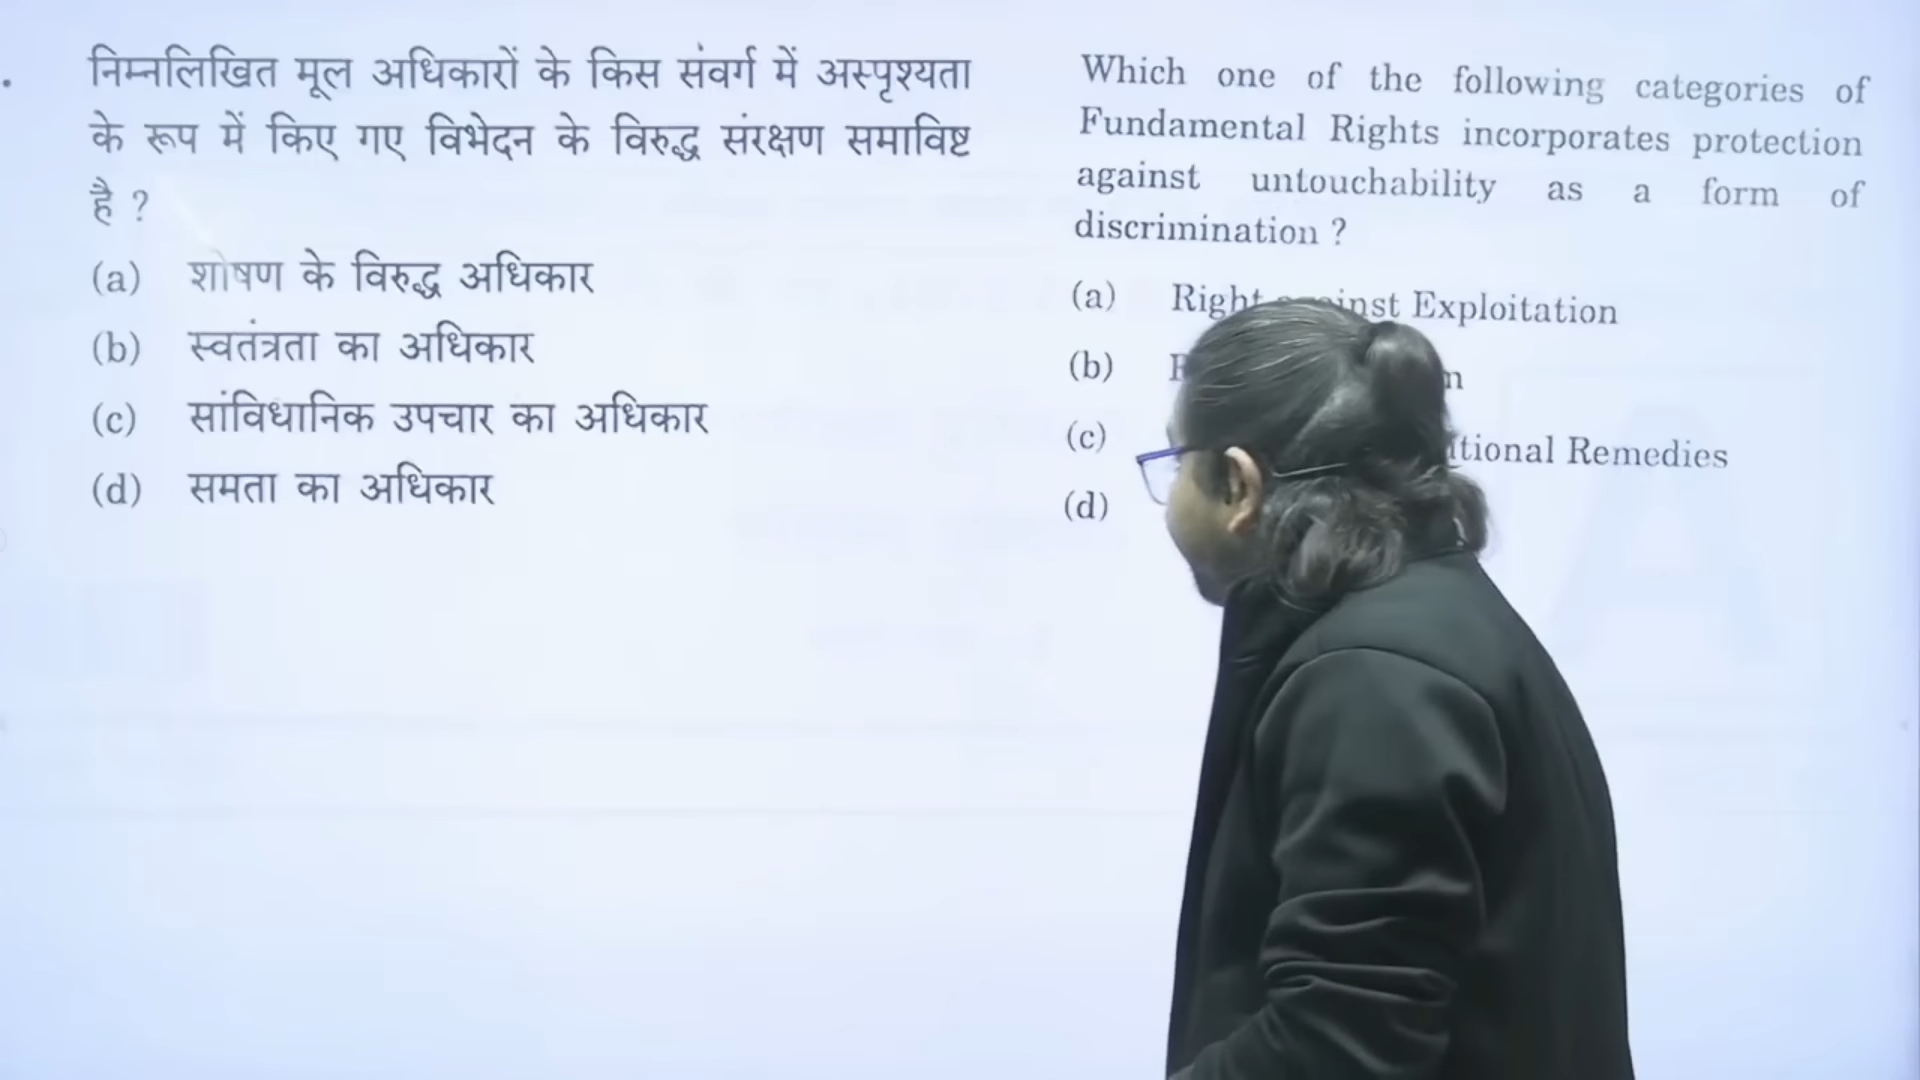 निम्नलिखित मूल अधिकारों के किस संवर्ग में अस्पृश्यता
के रूप में किए गए विभेदन के विरुद्ध संरक्षण समाविष्ट
है ?
(a) शोषण के विरुद्ध अधिकार
(b) स्वतंत्रता का अधिकार
(c) सांविधानिक उपचार का अधिकार
(d) समता का अधिकार
Which one of the following categories of
Fundamental Rights incorporates protection
against untouchability as a form of
discrimination ?
(a) Right Exploitation
(b)
(c) Remedies
(d)